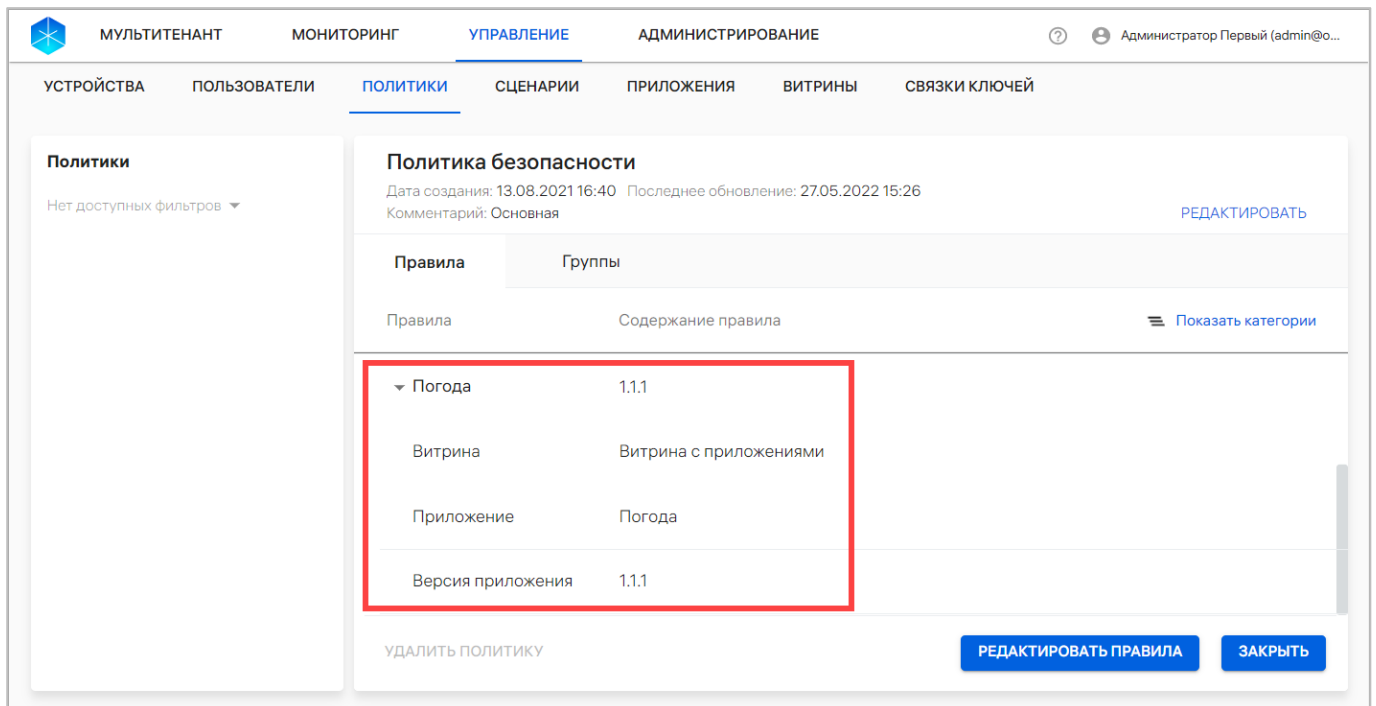 МУЛЬТИТЕНАНТ МОНИТОРИНГ УПРАВЛЕНИЕ АДМИНИСТРИРОВАНИЕ Администратор Первый (admin@o...
УСТРОЙСТВА ПОЛЬЗОВАТЕЛИ ПОЛИТИКИ СЦЕНАРИИ ПРИЛОЖЕНИЯ ВИТРИНЫ СВЯЗКИ КЛЮЧЕЙ
Политики
Нет доступных фильтров
Политика безопасности
Дата создания: 13.08.2021 16:40 Последнее обновление: 27.05.2022 15:26
Комментарий: Основная
РЕДАКТИРОВАТЬ
Правила Группы
Правила Содержание правила Показать категории
Погода 1.1.1
Витрина Витрина с приложениями
Приложение Погода
Версия приложения 1.1.1
УДАЛИТЬ ПОЛИТИКУ РЕДАКТИРОВАТЬ ПРАВИЛА ЗАКРЫТЬ